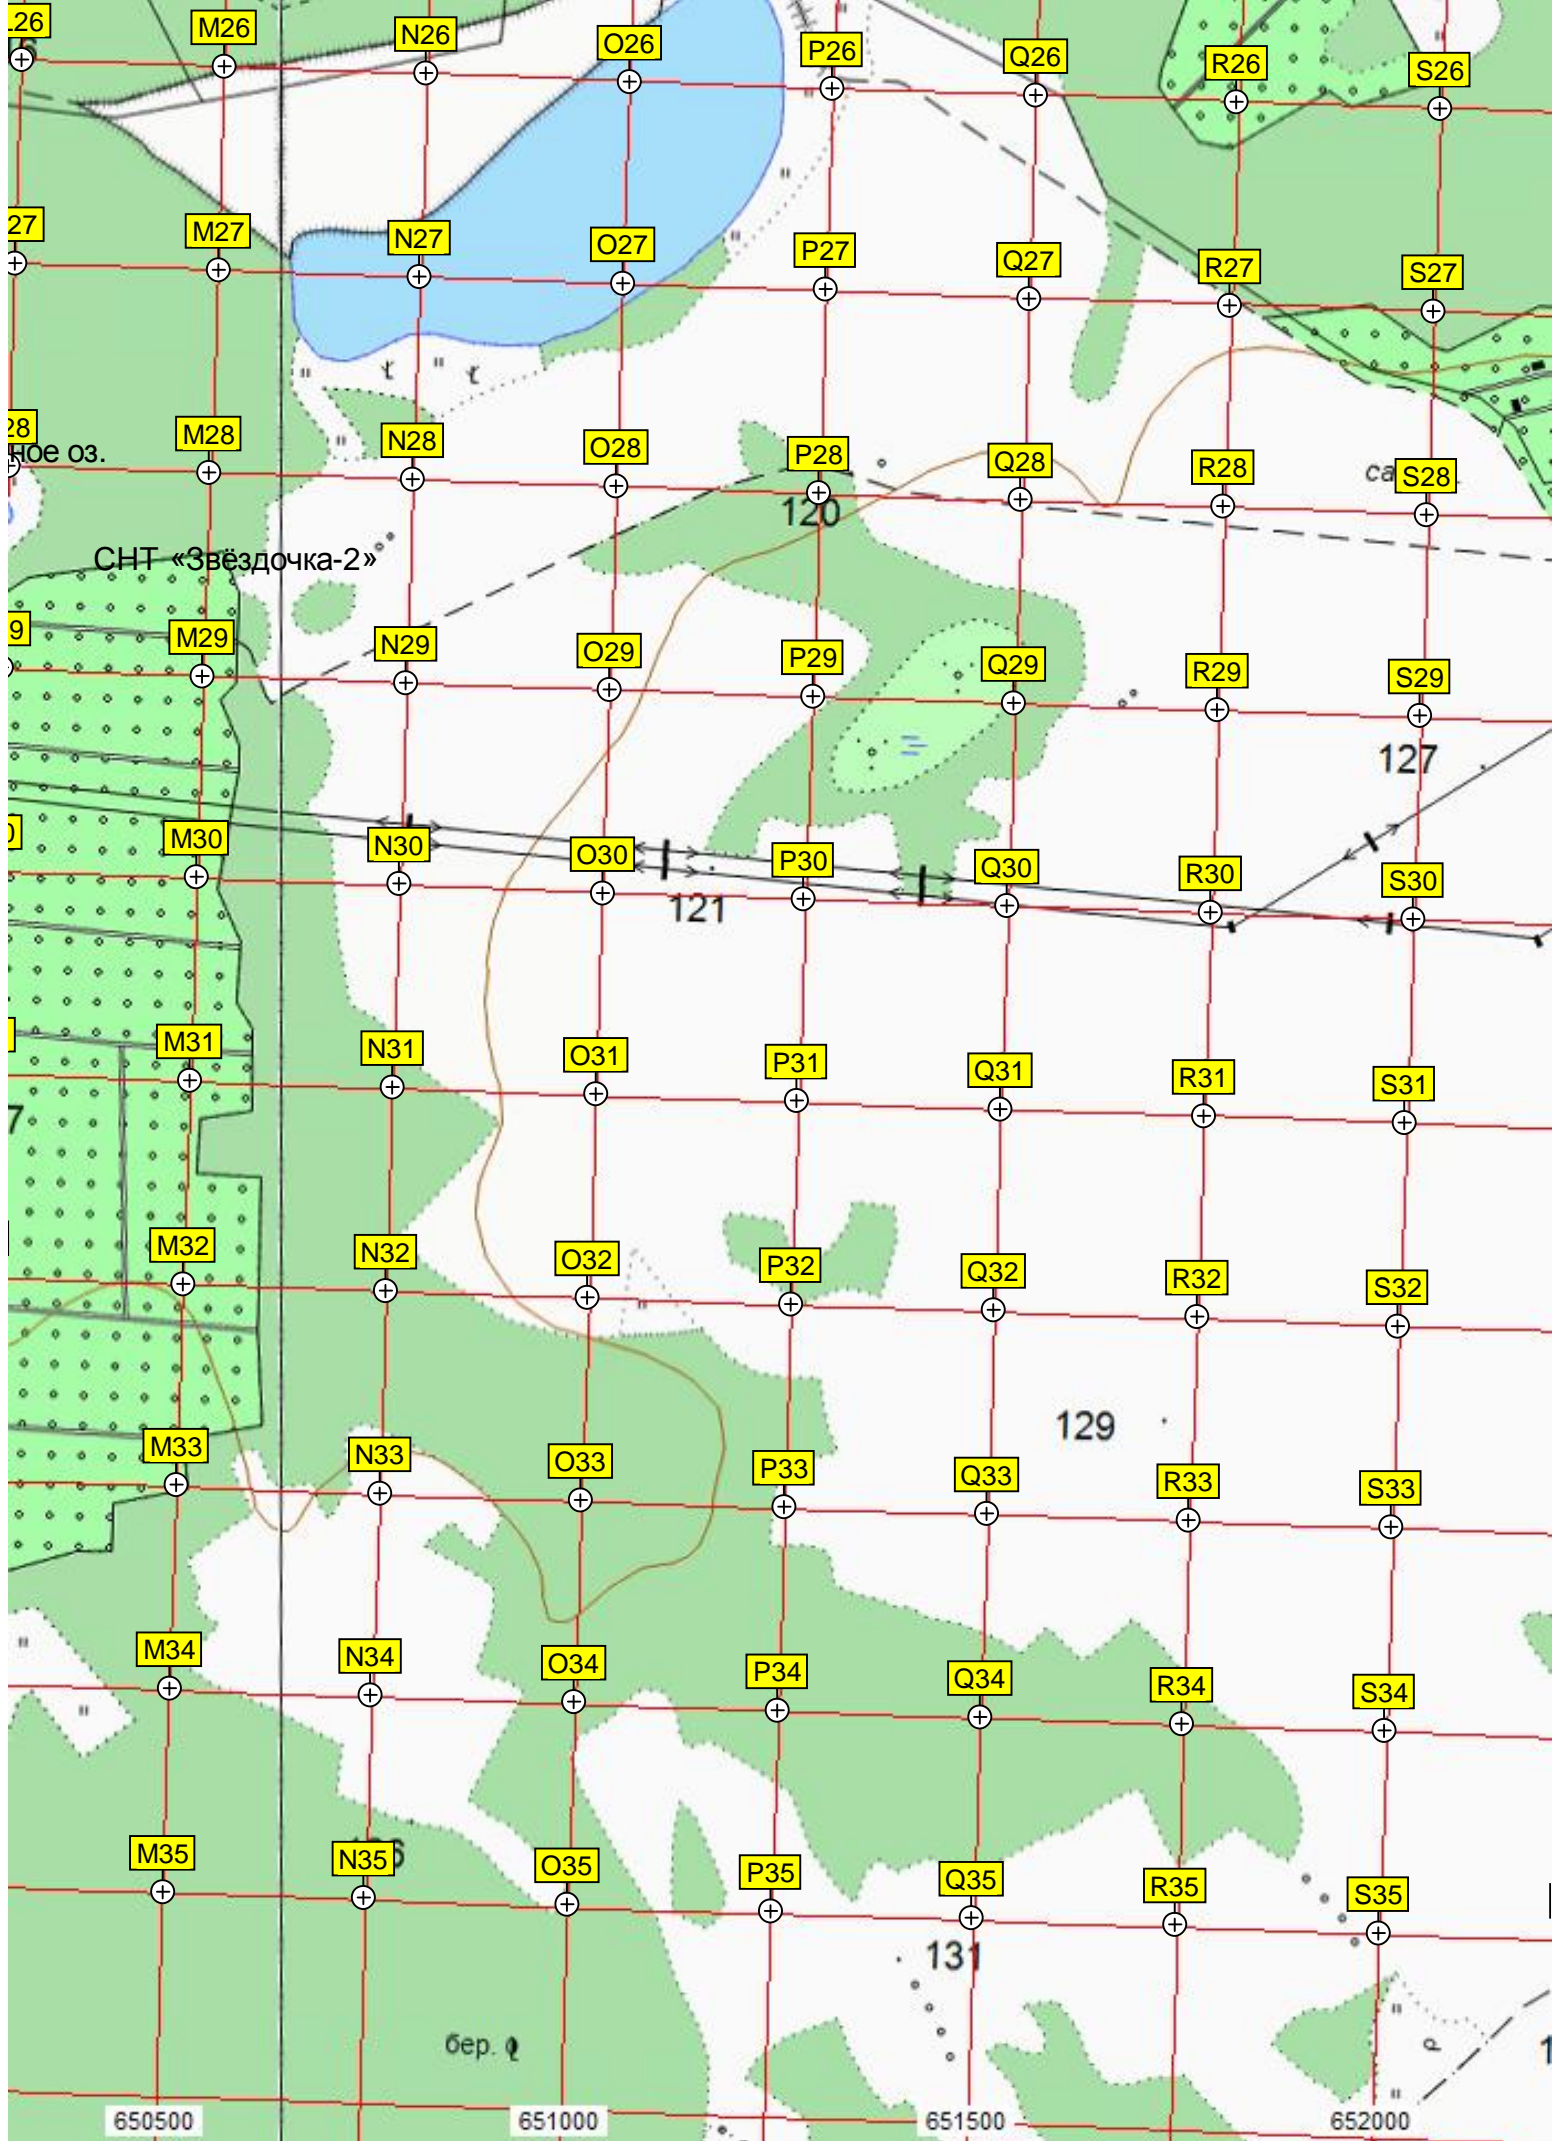 L26 M26 N26 O26 P26 Q26 R26 S26
27 M27 N27 O27 P27 Q27 R27 S27
28 M28 N28 O28 P28 Q28 R28 S28
ное оз.
120
СНТ «Звёздочка-2»
9 M29 N29 O29 P29 Q29 R29 S29
127
0 M30 N30 O30 P30 Q30 R30 S30
121
M31 N31 O31 P31 Q31 R31 S31
7
M32 N32 O32 P32 Q32 R32 S32
129
M33 N33 O33 P33 Q33 R33 S33
M34 N34 O34 P34 Q34 R34 S34
M35 N35 O35 P35 Q35 R35 S35
131
бер.
650500 651000 651500 652000